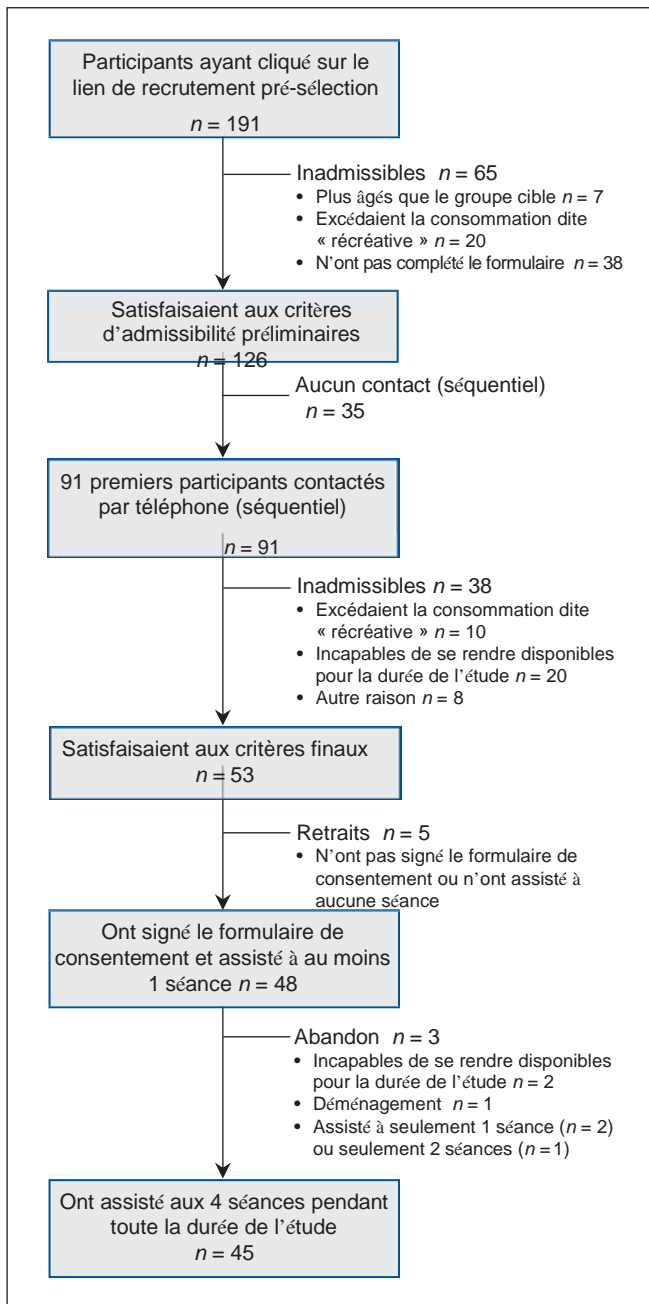 Participants ayant cliqué sur le
lien de recrutement pré-sélection
n = 191
Inadmissibles n = 65
• Plus âgés que le groupe cible n = 7
• Excédaient la consommation dite
« récréative » n = 20
• N'ont pas complété le formulaire n = 38
Satisfaisaient aux critères
d'admissibilité préliminaires
n = 126
Aucun contact (séquentiel)
n = 35
91 premiers participants contactés
par téléphone (séquentiel)
n = 91
Inadmissibles n = 38
• Excédaient la consommation dite
« récréative » n = 10
• Incapables de se rendre disponibles
pour la durée de l'étude n = 20
• Autre raison n = 8
Satisfaisaient aux critères finaux
n = 53
Retraits n = 5
• N'ont pas signé le formulaire de
consentement ou n'ont assisté à
aucune séance
Ont signé le formulaire de
consentement et assisté à au moins
1 séance n = 48
Abandon n = 3
• Incapables de se rendre disponibles
pour la durée de l'étude n = 2
• Déménagement n = 1
• Assisté à seulement 1 séance (n = 2)
ou seulement 2 séances (n = 1)
Ont assisté aux 4 séances pendant
toute la durée de l'étude
n = 45